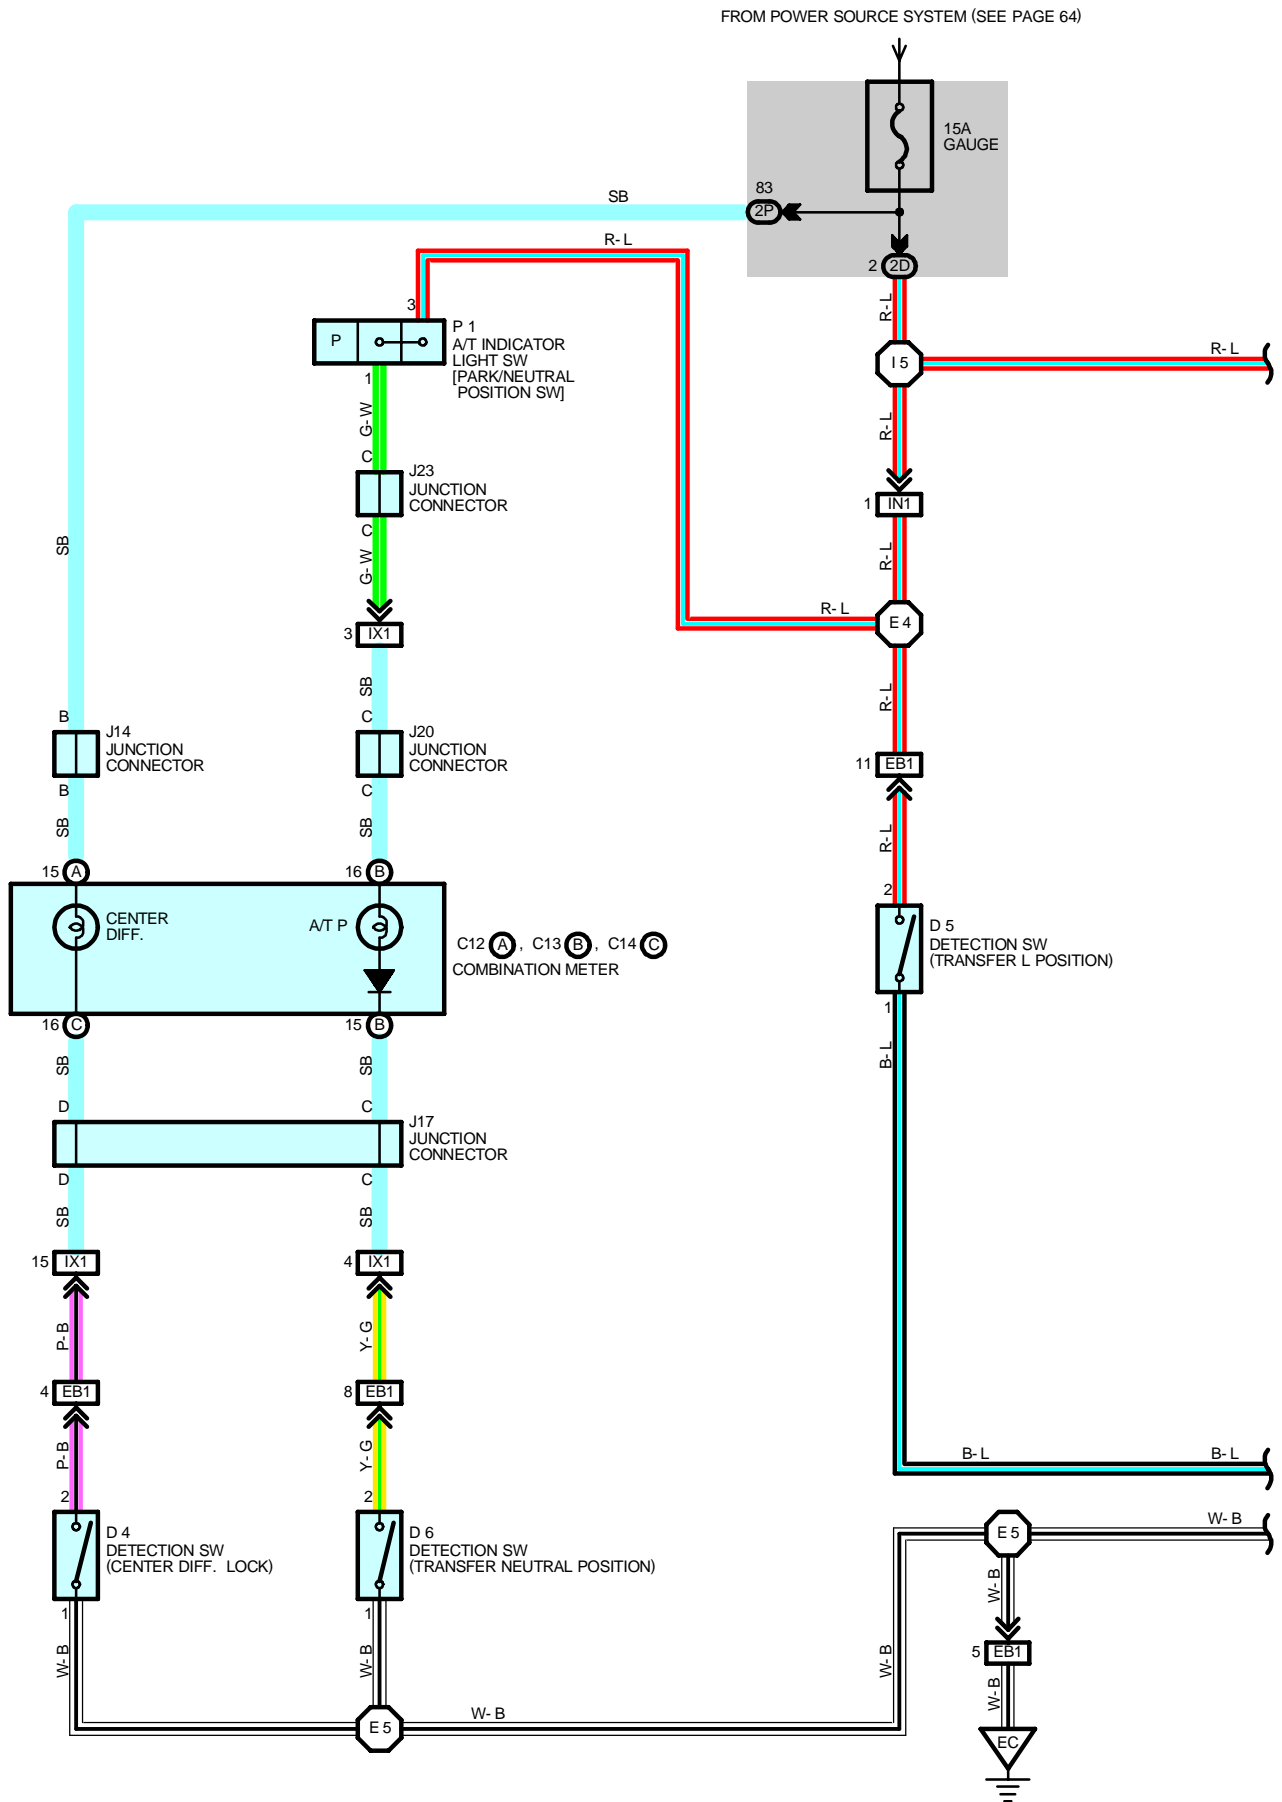 FROM POWER SOURCE SYSTEM (SEE PAGE 64)
15A
GAUGE
83
2P
SB
2
2D
R-L
R-L
3
P
P 1
A/T INDICATOR
LIGHT SW
[PARK/NEUTRAL
POSITION SW]
1
I 5
R-L
G-W
R-L
C
J23
JUNCTION
CONNECTOR
1
IN1
C
SB
G-W
R-L
3
IX1
R-L
E 4
SB
R-L
B
J14
JUNCTION
CONNECTOR
B
C
J20
JUNCTION
CONNECTOR
C
11
EB1
SB
SB
R-L
15
A
16
B
2
CENTER
DIFF.
A/T P
C12 A , C13 B , C14 C
COMBINATION METER
D 5
DETECTION SW
(TRANSFER L POSITION)
16
C
15
B
1
SB
SB
B-L
D
C
J17
JUNCTION
CONNECTOR
D
C
SB
SB
15
IX1
4
IX1
P-B
Y-G
4
EB1
8
EB1
P-B
Y-G
B-L
B-L
2
2
D 4
DETECTION SW
(CENTER DIFF. LOCK)
D 6
DETECTION SW
(TRANSFER NEUTRAL POSITION)
E 5
W-B
1
1
W-B
W-B
W-B
W-B
5
EB1
W-B
E 5
W-B
EC